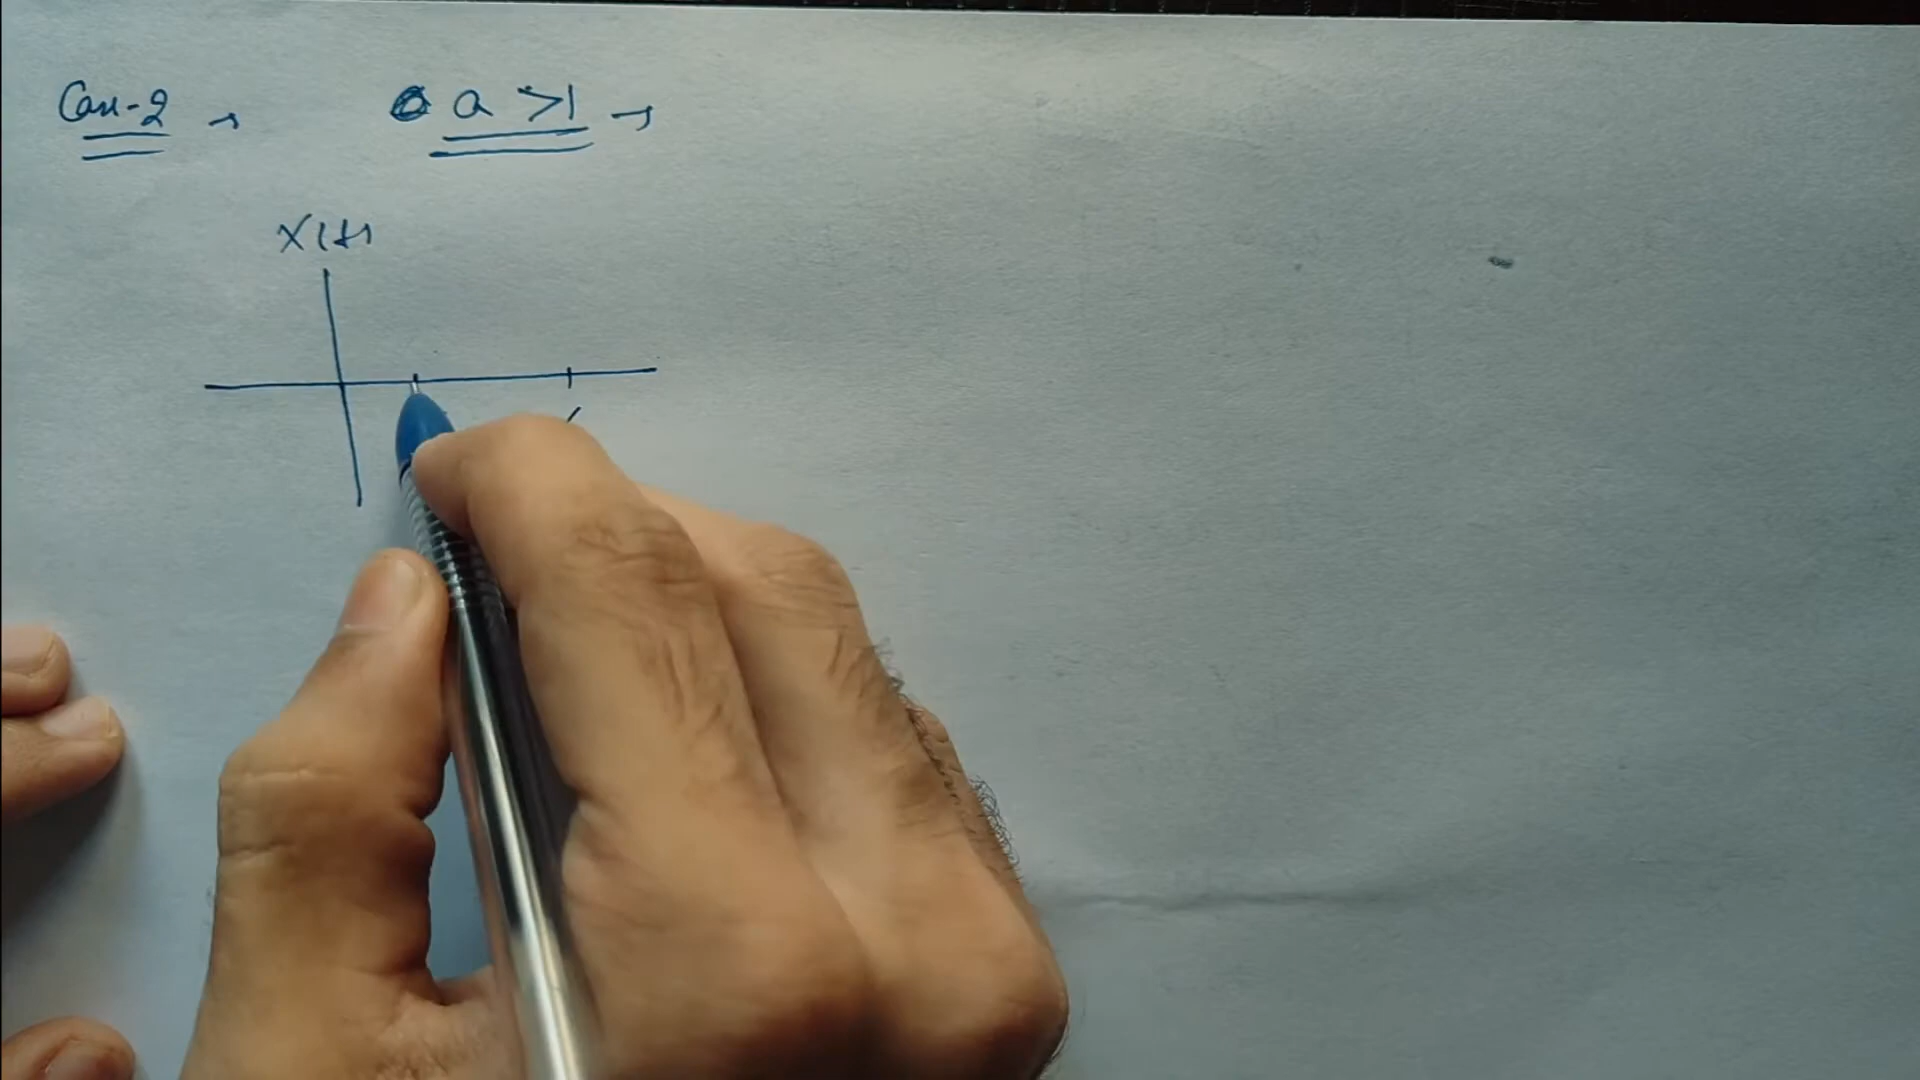 Case-2 → a >1 →
x(t)